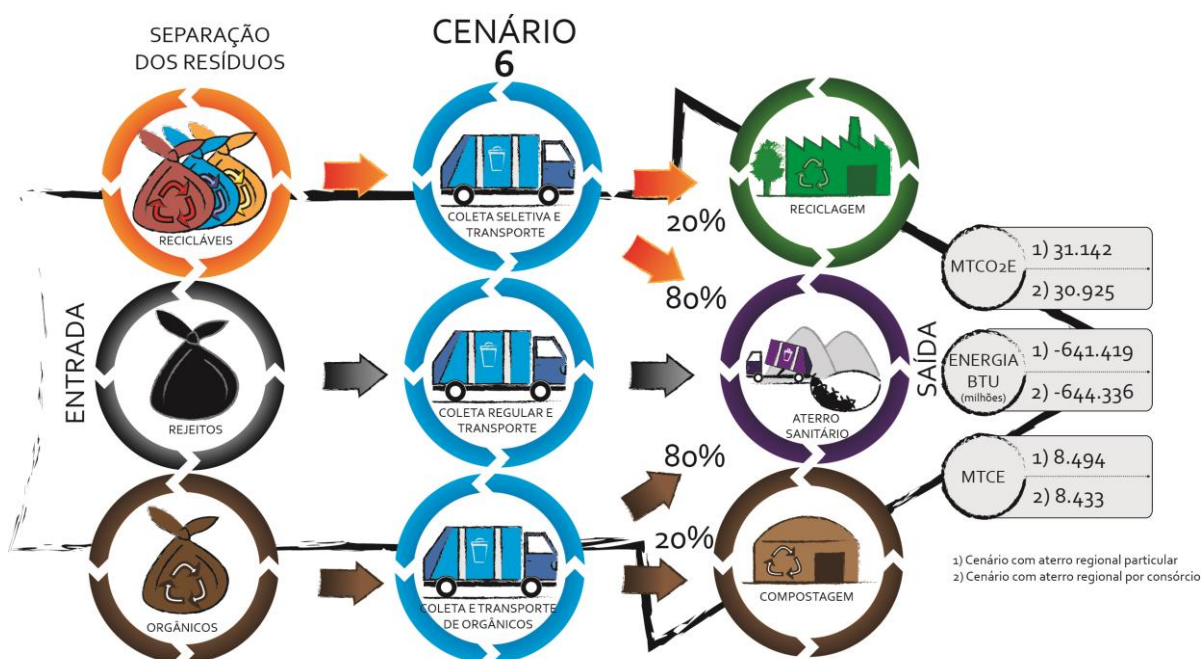 SEPARAÇÃO
DOS RESÍDUOS
CENÁRIO
6
ENTRADA
RECICLÁVEIS
COLETA SELETIVA E
TRANSPORTE
20%
80%
RECICLAGEM
REJEITOS
COLETA REGULAR E
TRANSPORTE
ATERRO
SANITÁRIO
ORGÂNICOS
COLETA E TRANSPORTE
DE ORGÂNICOS
80%
20%
COMPOSTAGEM
SAÍDA
MTCO2E
1) 31.142
2) 30.925
ENERGIA
BTU
(milhões)
1) -641.419
2) -644.336
MTCE
1) 8.494
2) 8.433
1) Cenário com aterro regional particular
2) Cenário com aterro regional por consórcio